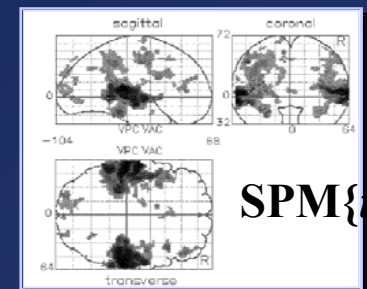 sagittal coronal
72
R
0 0
32
VPC VAC 0 64
-104 68
VPC VAC
0
SPM{
64 R
transverse